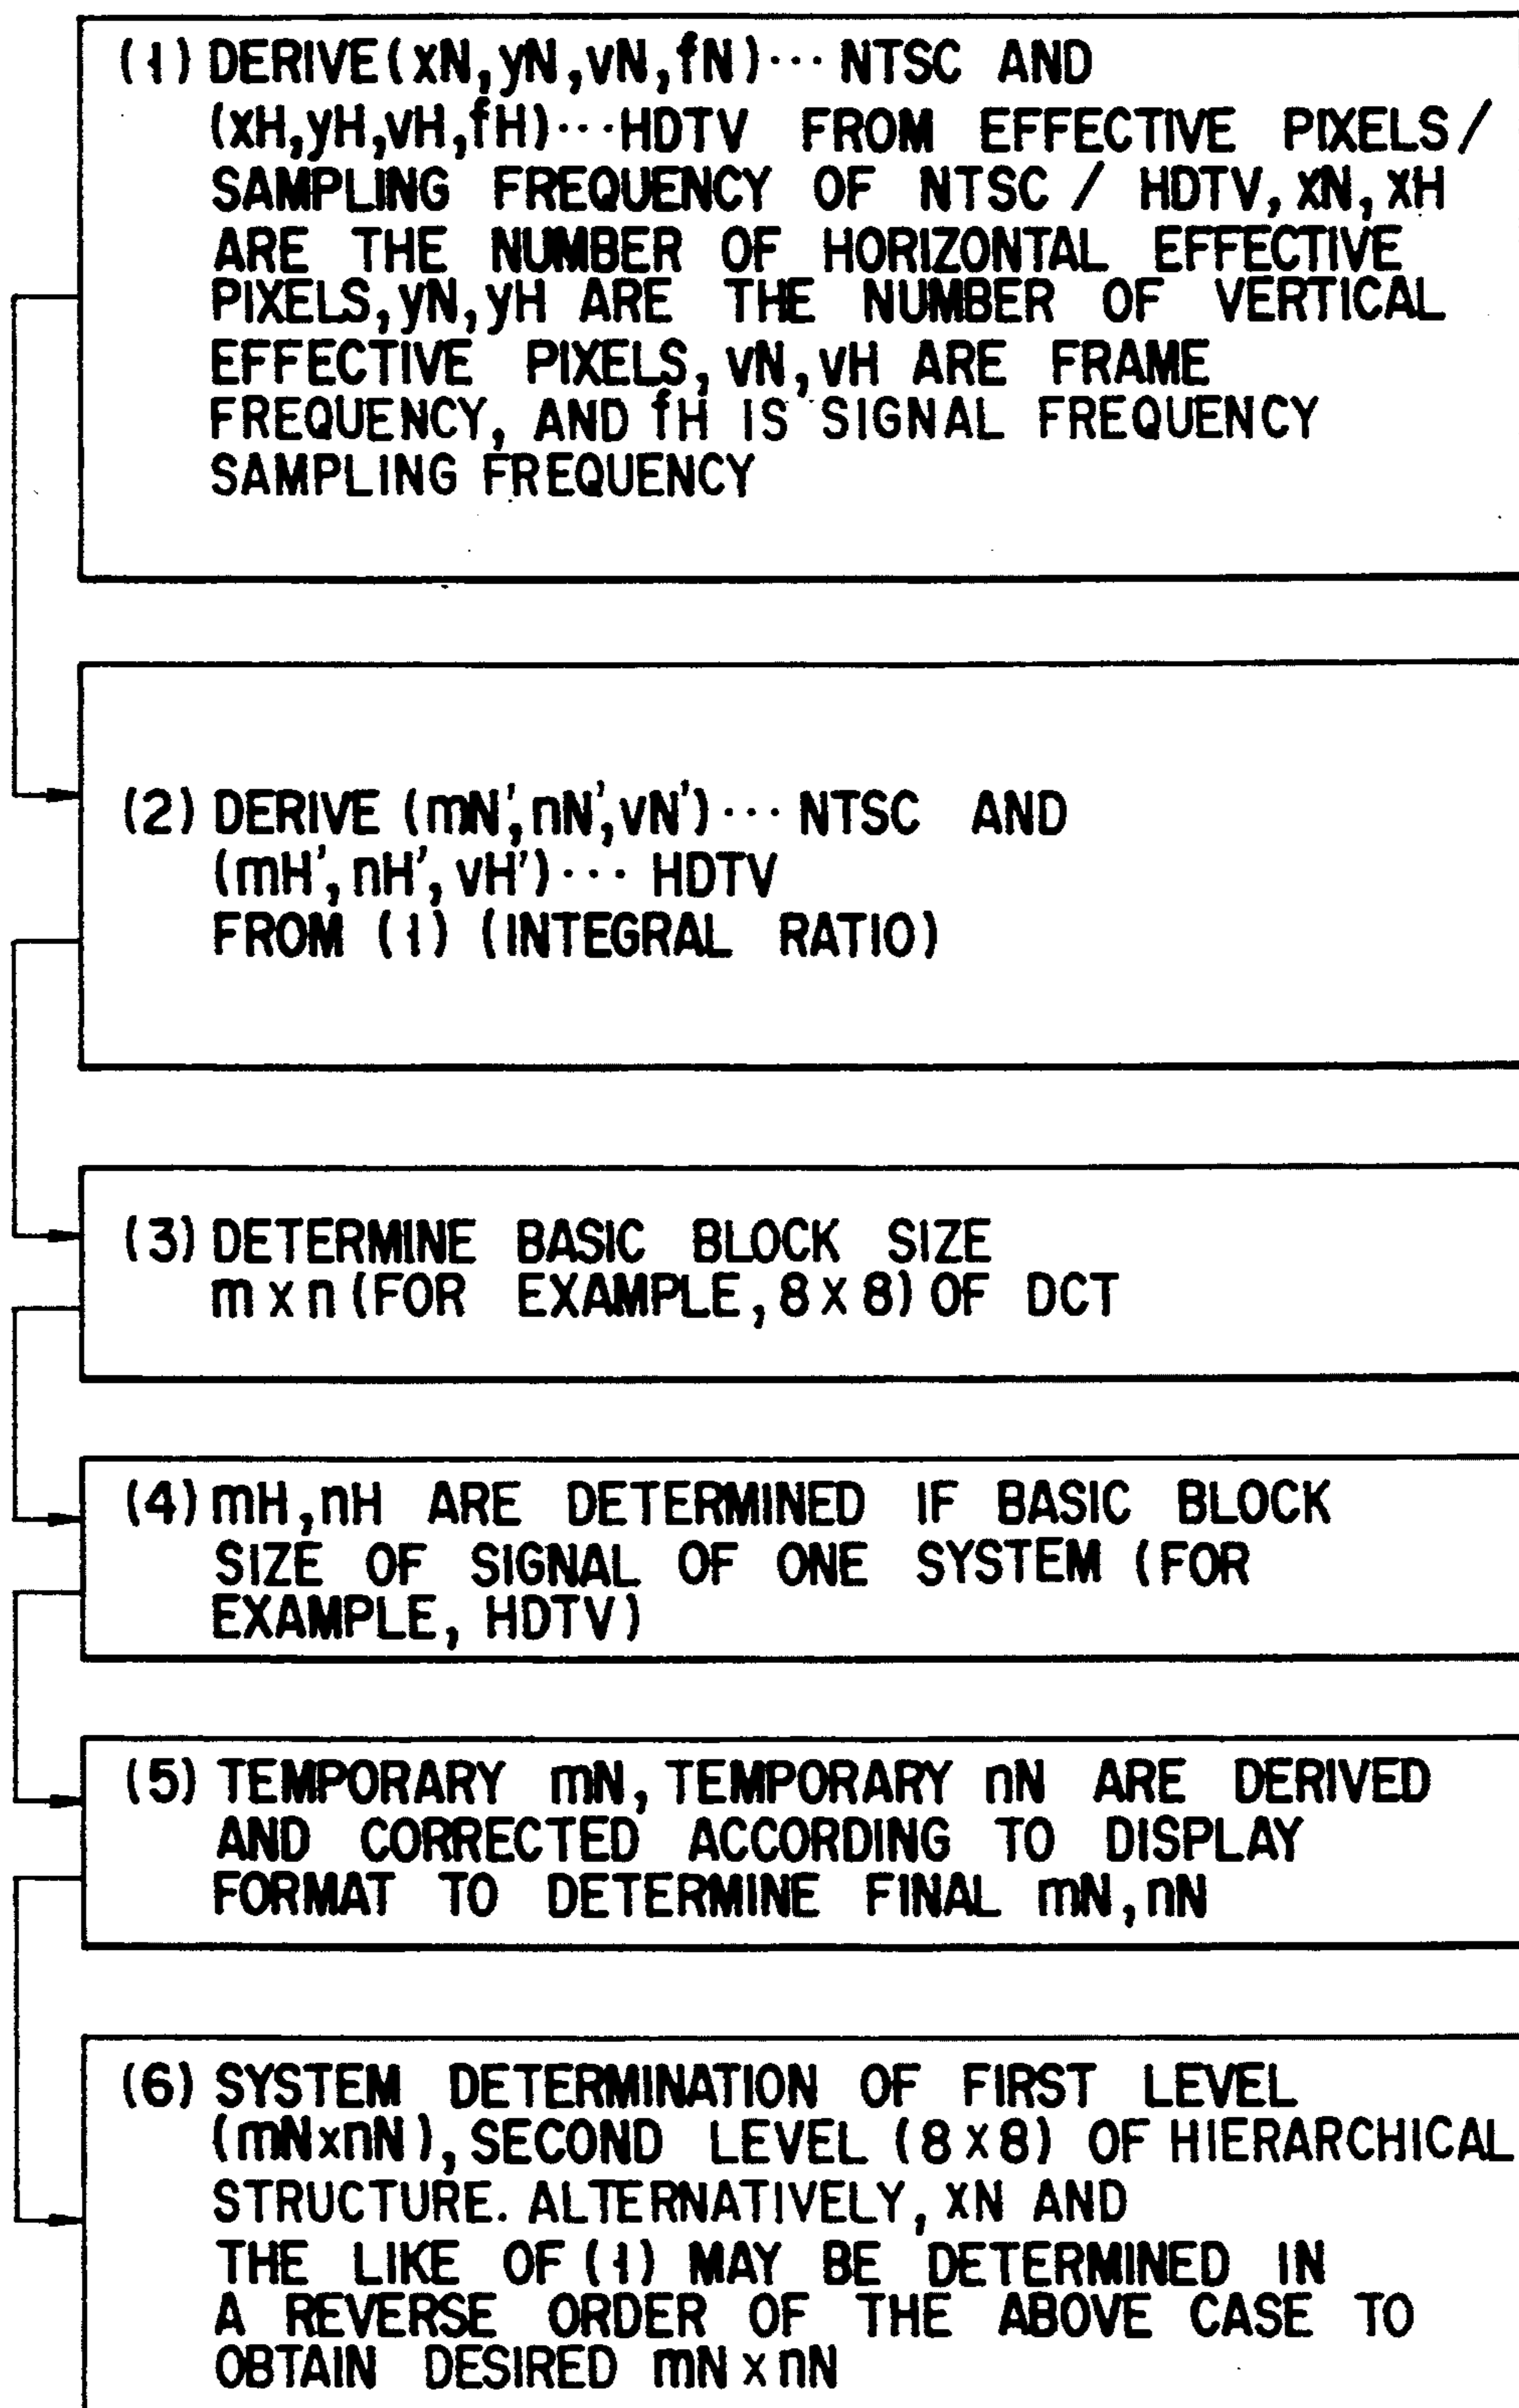 (1) DERIVE(xN,yN,vN,fN)... NTSC AND
(xH,yH,vH,fH)...HDTV FROM EFFECTIVE PIXELS/
SAMPLING FREQUENCY OF NTSC / HDTV, xN, xH
ARE THE NUMBER OF HORIZONTAL EFFECTIVE
PIXELS, yN, yH ARE THE NUMBER OF VERTICAL
EFFECTIVE PIXELS, vN, vH ARE FRAME
FREQUENCY, AND fH IS SIGNAL FREQUENCY
SAMPLING FREQUENCY
(2) DERIVE (mN', nN', vN')... NTSC AND
(mH', nH', vH')... HDTV
FROM (1) (INTEGRAL RATIO)
(3) DETERMINE BASIC BLOCK SIZE
m x n (FOR EXAMPLE, 8 X 8) OF DCT
(4) mH, nH ARE DETERMINED IF BASIC BLOCK
SIZE OF SIGNAL OF ONE SYSTEM (FOR
EXAMPLE, HDTV)
(5) TEMPORARY mN, TEMPORARY nN ARE DERIVED
AND CORRECTED ACCORDING TO DISPLAY
FORMAT TO DETERMINE FINAL mN, nN
(6) SYSTEM DETERMINATION OF FIRST LEVEL
(mN x nN), SECOND LEVEL (8 X 8) OF HIERARCHICAL
STRUCTURE. ALTERNATIVELY, xN AND
THE LIKE OF (1) MAY BE DETERMINED IN
A REVERSE ORDER OF THE ABOVE CASE TO
OBTAIN DESIRED mN x nN